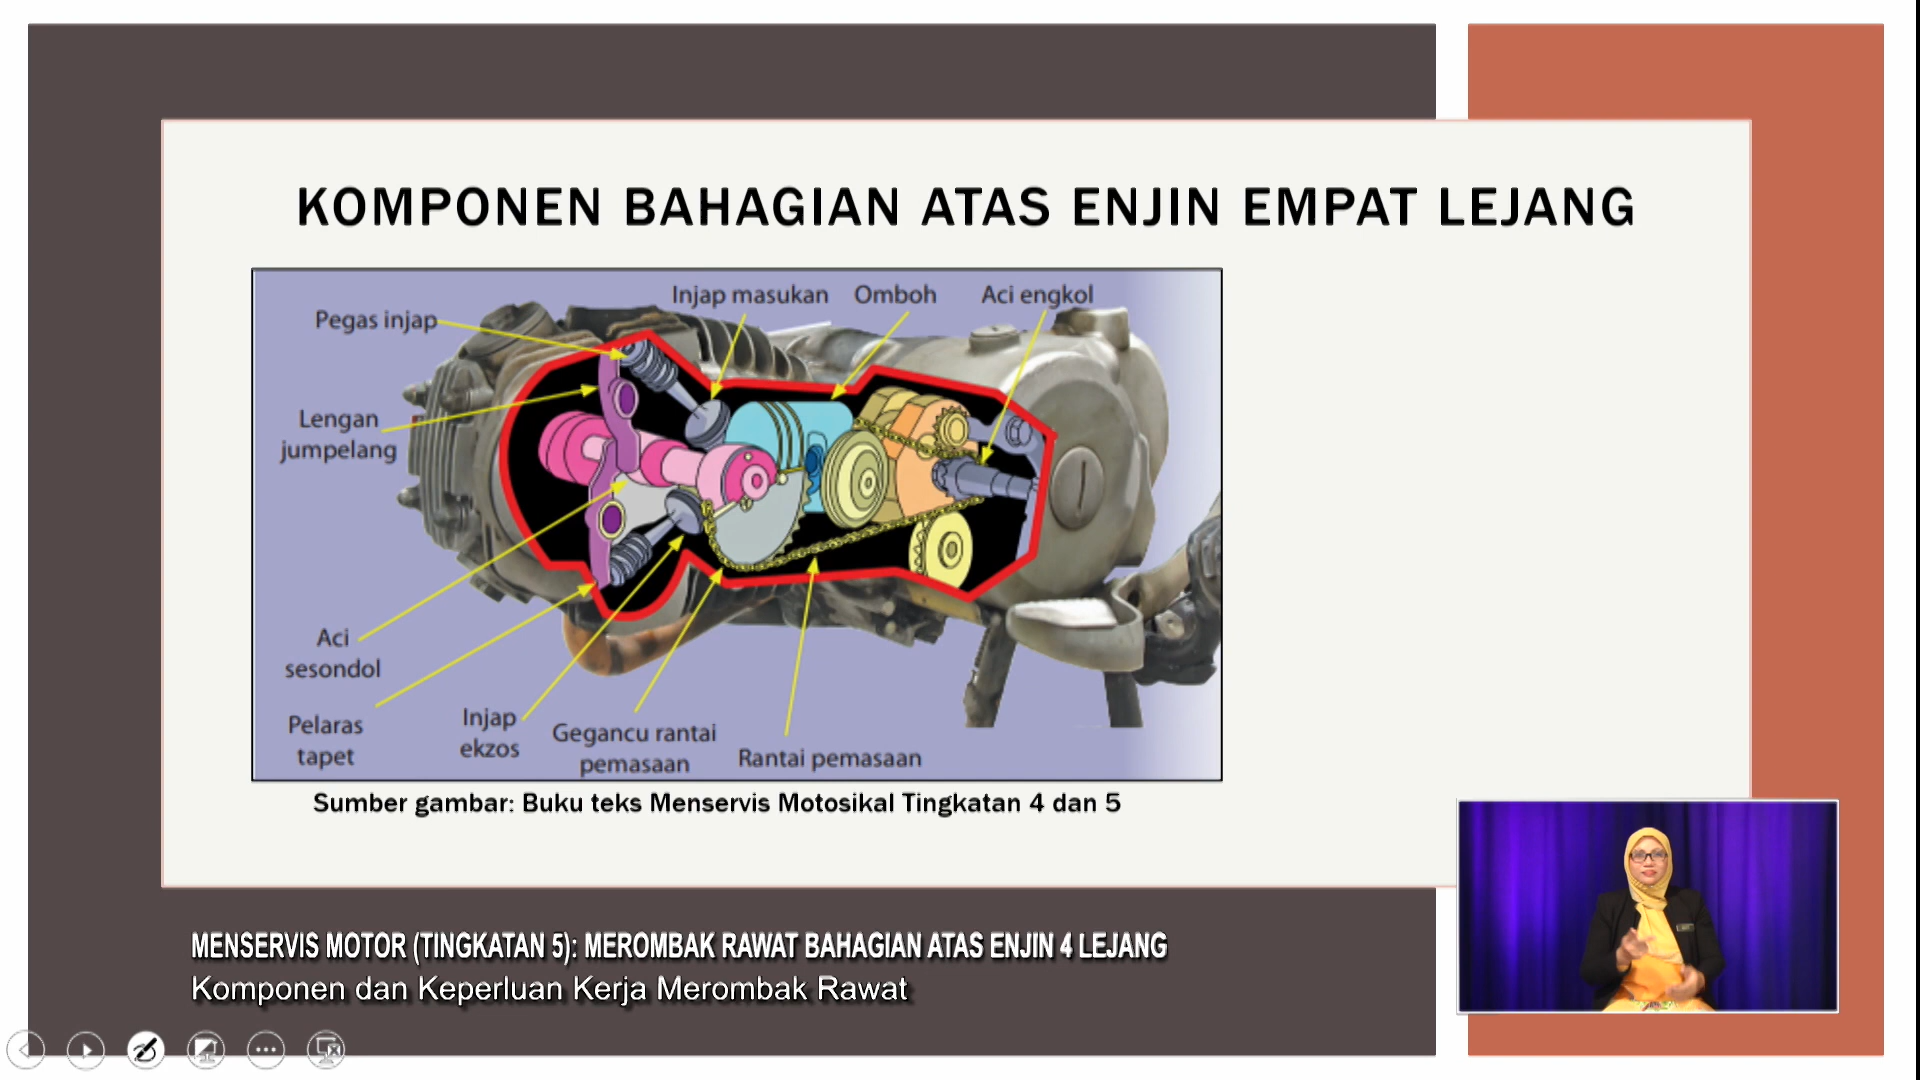 KOMPONEN BAHAGIAN ATAS ENJIN EMPAT LEJANG
Injap masukan
Omboh
Aci engkol
Pegas injap
Lengan
jumpelang
Aci
sesondol
Pelaras
tapet
Injap
ekzos
Gegancu rantai
pemasaan
Rantai pemasaan
Sumber gambar: Buku teks Menservis Motosikal Tingkatan 4 dan 5
MENSERVIS MOTOR (TINGKATAN 5): MEROMBAK RAWAT BAHAGIAN ATAS ENJIN 4 LEJANG
Komponen dan Keperluan Kerja Merombak Rawat